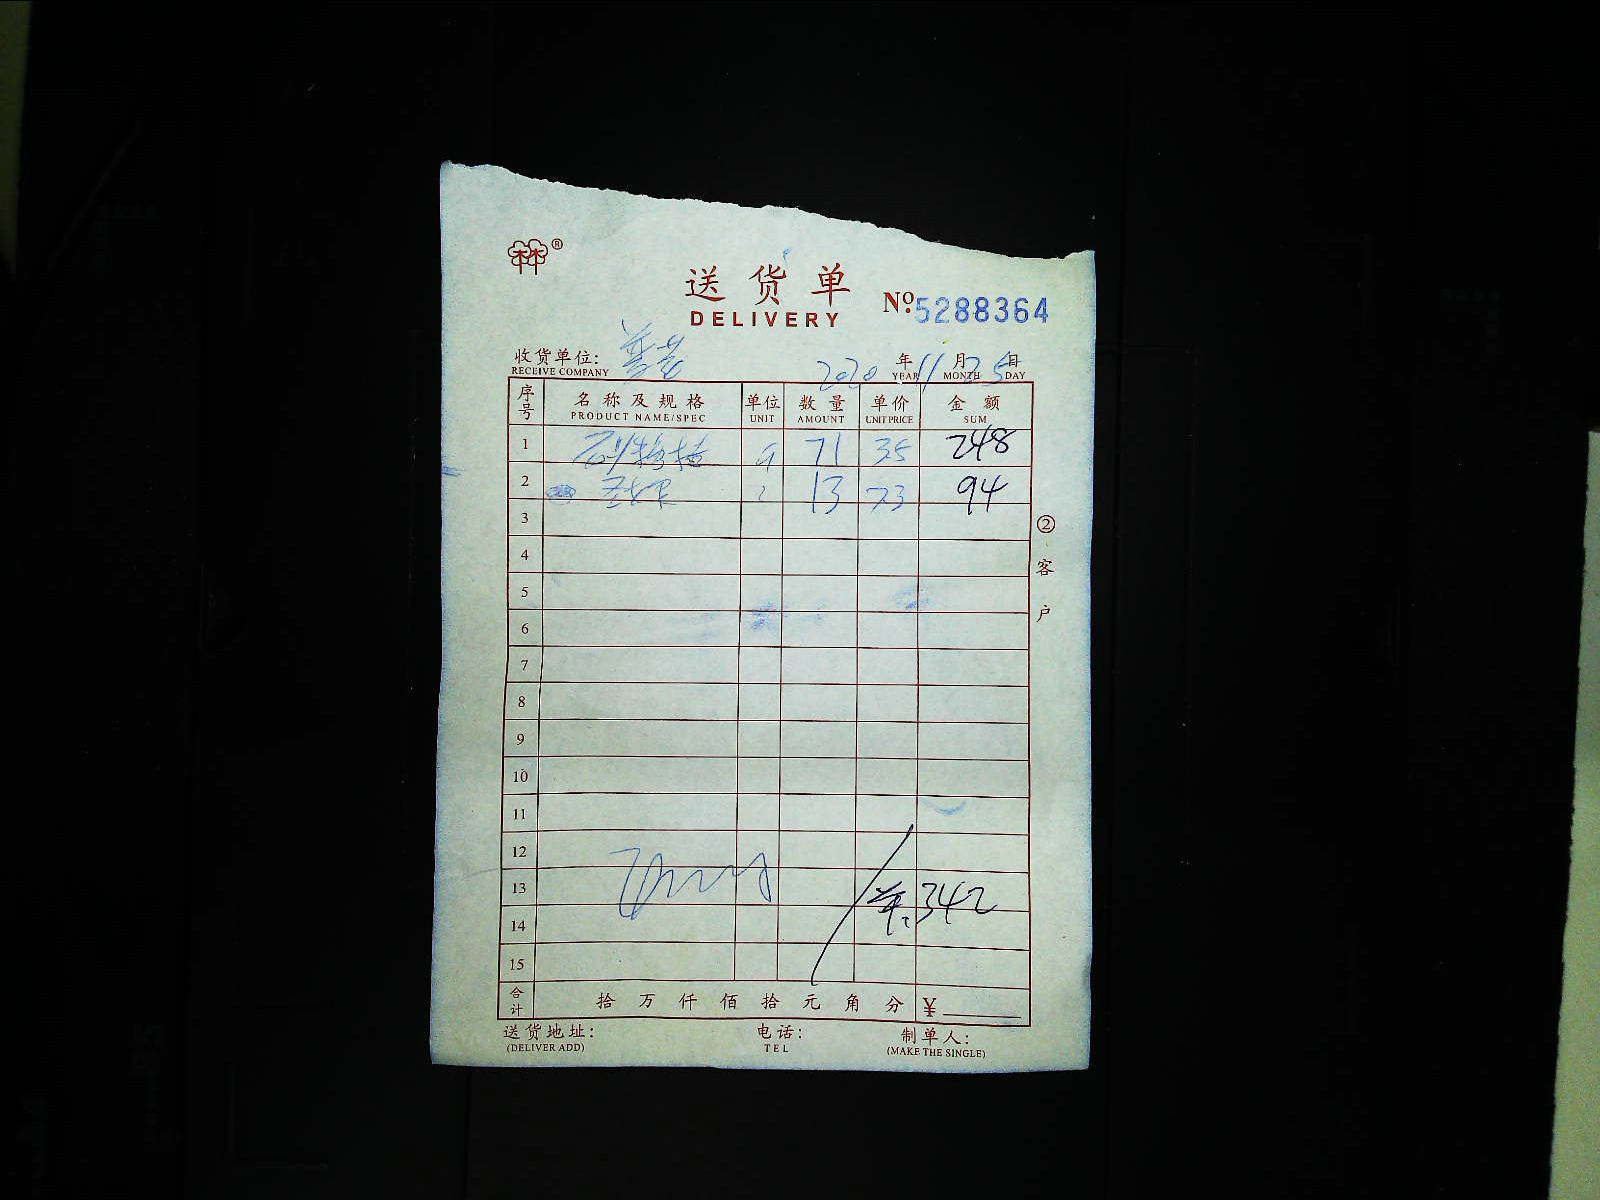 林®
送货单
DELIVERY
№:5288364
收货单位:
RECEIVE COMPANY
2020 年 11 月 25 日
YEAR MONTH DAY
序号 名称及规格 单位 数量 单价 金额
PRODUCT NAME/SPEC UNIT AMOUNT UNIT PRICE SUM
1 71 35 248
2 13 73 94
3
4
5
6
7
8
9
10
11
12
13 342
14
15
② 客户
合计 拾 万 仟 佰 拾 元 角 分 ¥
送货地址: 电话: 制单人:
(DELIVER ADD) TEL (MAKE THE SINGLE)